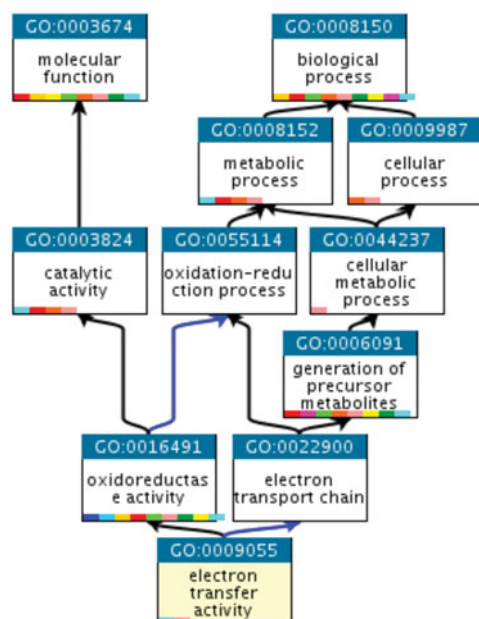 GO:0003674
molecular
function
GO:0008150
biological
process
GO:0008152
metabolic
process
GO:0009987
cellular
process
GO:0003824
catalytic
activity
GO:0055114
oxidation-redu
ction process
GO:0044237
cellular
metabolic
process
GO:0006091
generation of
precursor
metabolites
GO:0016491
oxidoreductas
e activity
GO:0022900
electron
transport chain
GO:0009055
electron
transfer
activity